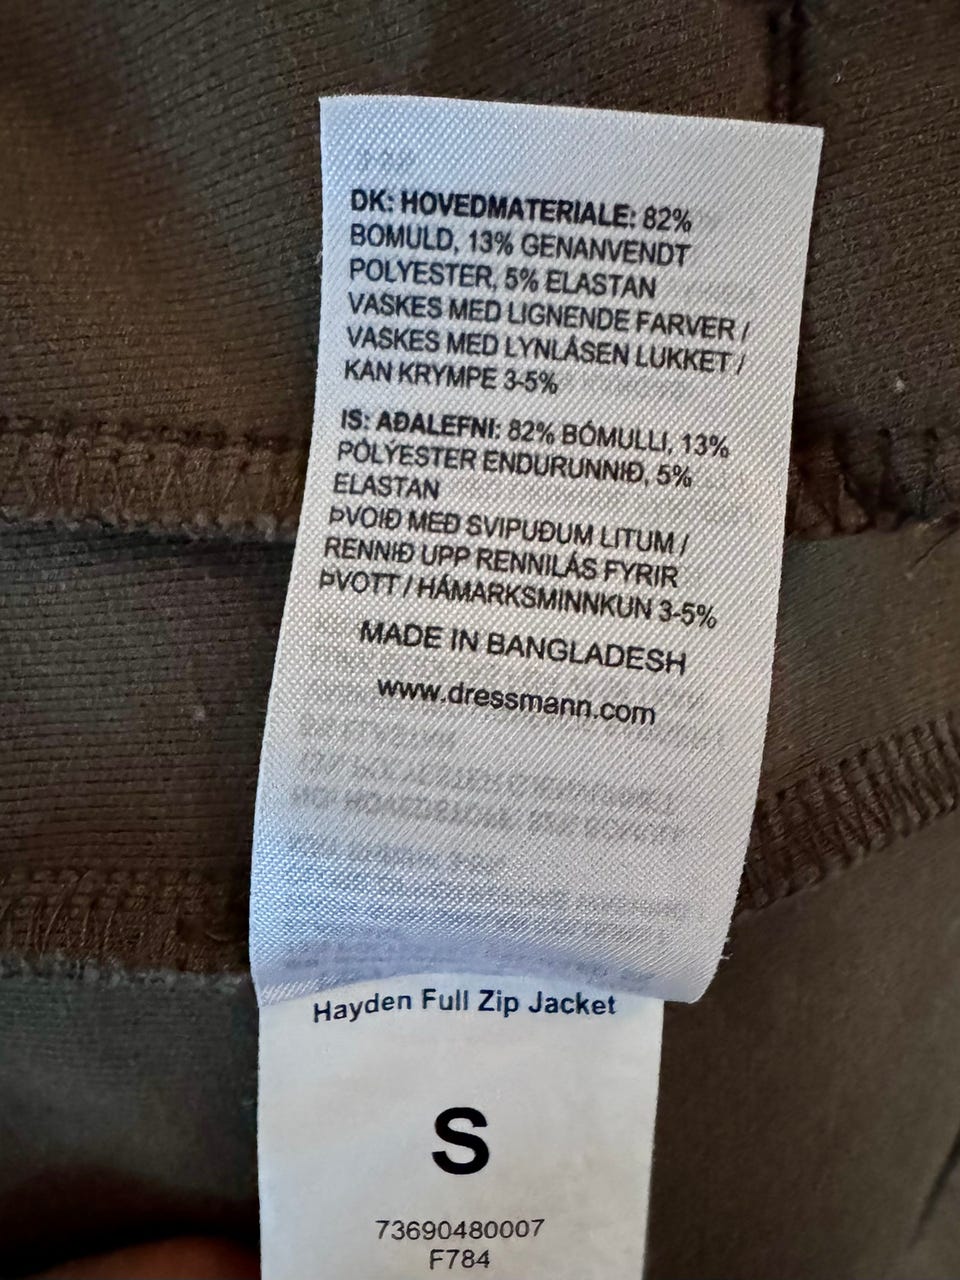 DK: HOVEDMATERIALE: 82%
BOMULD, 13% GENANVENDT
POLYESTER, 5% ELASTAN
VASKES MED LIGNENDE FARVER /
VASKES MED LYNLÅSEN LUKKET /
KAN KRYMPE 3-5%
IS: AÐALEFNI: 82% BÓMULLI, 13%
PÓLÝESTER ENDURUNNIÐ, 5%
ELASTAN
ÞVOIÐ MEÐ SVIPUÐUM LITUM /
RENNIÐ UPP RENNILÁS FYRIR
ÞVOTT / HÁMARKSMINNKUN 3-5%
MADE IN BANGLADESH
www.dressmann.com
Hayden Full Zip Jacket
S
73690480007
F784